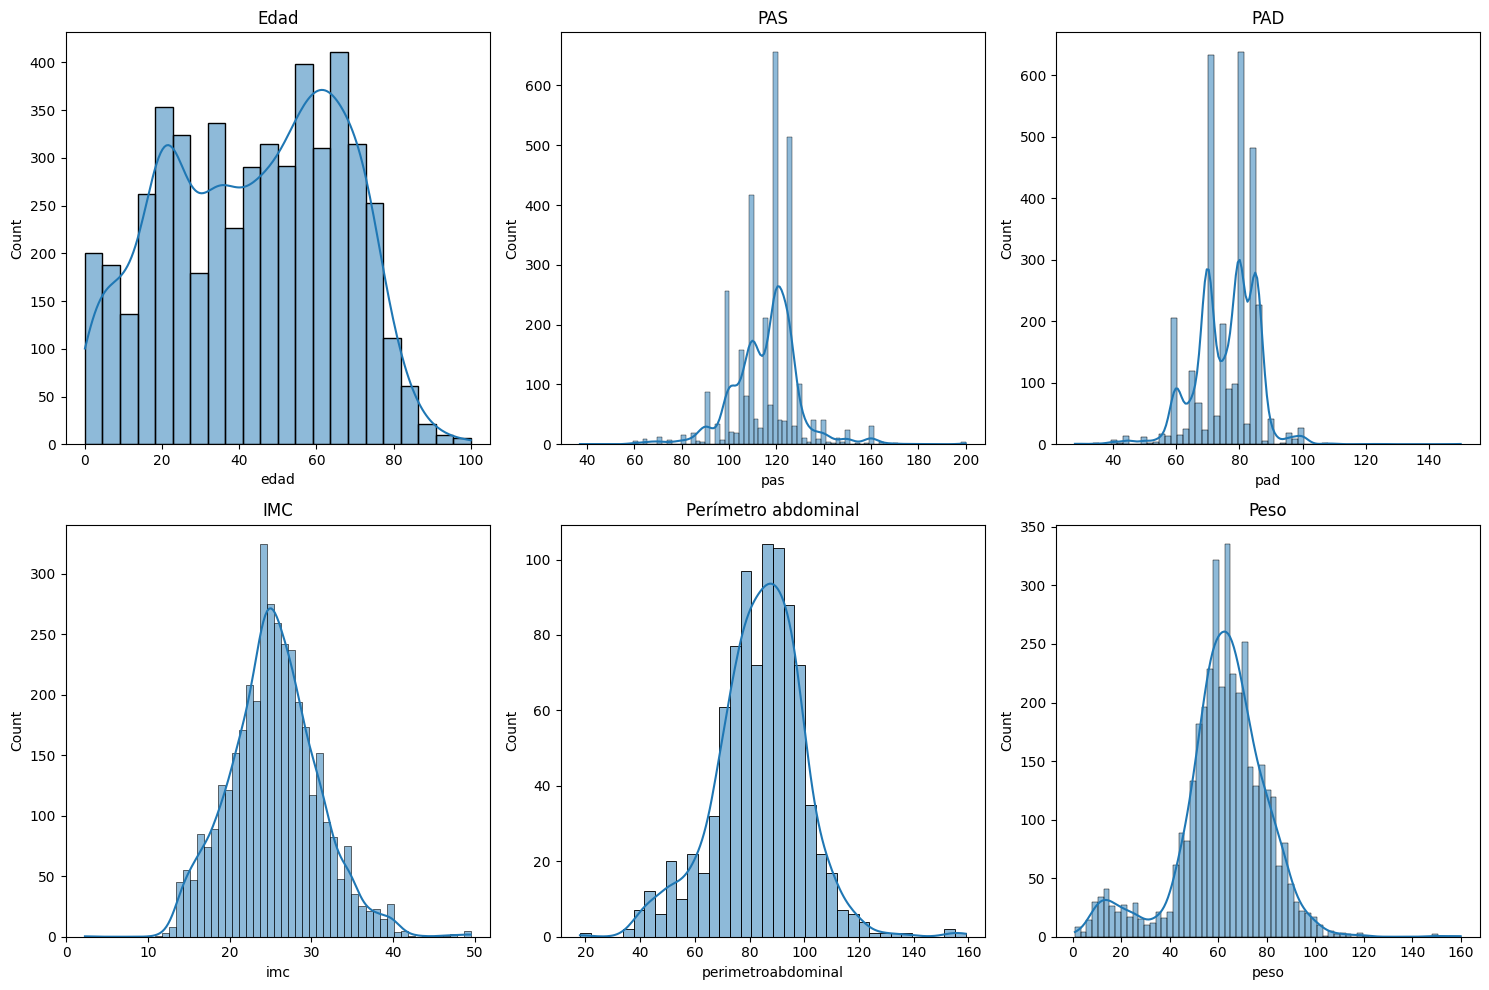 Edad
Count
400
350
300
250
200
150
100
50
0
0 20 40 60 80 100
edad
PAS
Count
600
500
400
300
200
100
0
40 60 80 100 120 140 160 180 200
pas
PAD
Count
600
500
400
300
200
100
0
40 60 80 100 120 140
pad
IMC
Count
300
250
200
150
100
50
0
0 10 20 30 40 50
imc
Perímetro abdominal
Count
100
80
60
40
20
0
20 40 60 80 100 120 140 160
perimetroabdominal
Peso
Count
350
300
250
200
150
100
50
0
0 20 40 60 80 100 120 140 160
peso